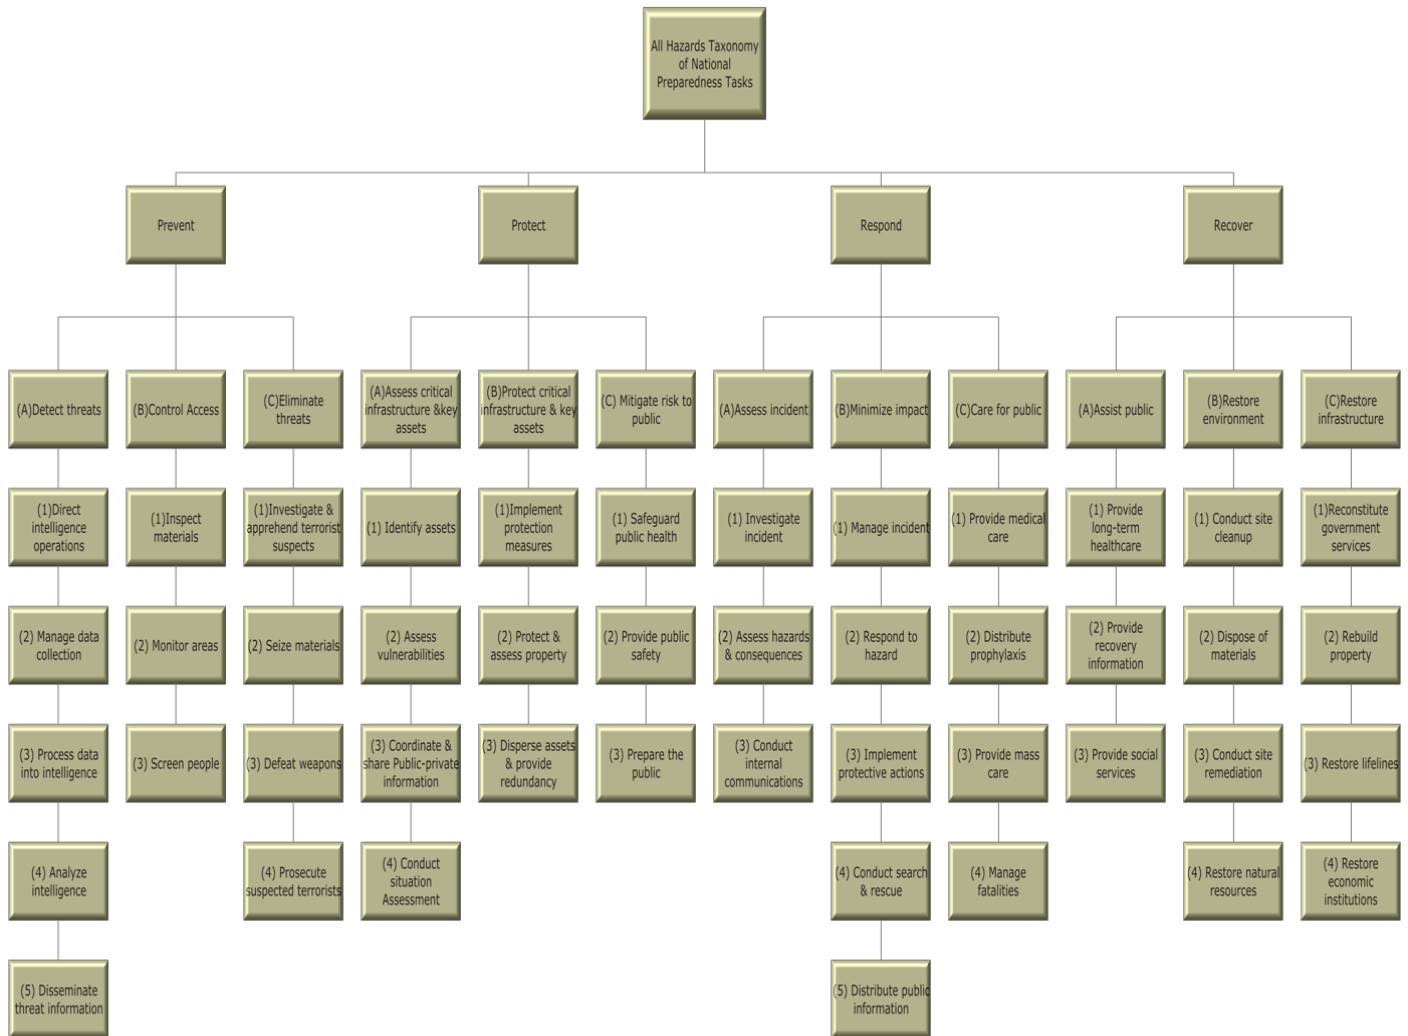 All Hazards Taxonomy
of National
Preparedness Tasks
Prevent
Protect
Respond
Recover
(A)Detect threats
(B)Control Access
(C)Eliminate
threats
(A)Assess critical
infrastructure &key
assets
(B)Protect critical
infrastructure & key
assets
(C) Mitigate risk to
public
(A)Assess incident
(B)Minimize impact
(C)Care for public
(A)Assist public
(B)Restore
environment
(C)Restore
infrastructure
(1)Direct
intelligence
operations
(1)Inspect
materials
(1)Investigate &
apprehend terrorist
suspects
(1) Identify assets
(1)Implement
protection
measures
(1) Safeguard
public health
(1) Investigate
incident
(1) Manage incident
(1) Provide medical
care
(1) Provide
long-term
healthcare
(1) Conduct site
cleanup
(1)Reconstitute
government
services
(2) Manage data
collection
(2) Monitor areas
(2) Seize materials
(2) Assess
vulnerabilities
(2) Protect &
assess property
(2) Provide public
safety
(2) Assess hazards
& consequences
(2) Respond to
hazard
(2) Distribute
prophylaxis
(2) Provide
recovery
information
(2) Dispose of
materials
(2) Rebuild
property
(3) Process data
into intelligence
(3) Screen people
(3) Defeat weapons
(3) Coordinate &
share Public-private
information
(3) Disperse assets
& provide
redundancy
(3) Prepare the
public
(3) Conduct
internal
communications
(3) Implement
protective actions
(3) Provide mass
care
(3) Provide social
services
(3) Conduct site
remediation
(3) Restore lifelines
(4) Analyze
intelligence
(4) Prosecute
suspected terrorists
(4) Conduct
situation
Assessment
(4) Conduct search
& rescue
(4) Manage
fatalities
(4) Restore natural
resources
(4) Restore
economic
institutions
(5) Disseminate
threat information
(5) Distribute public
information